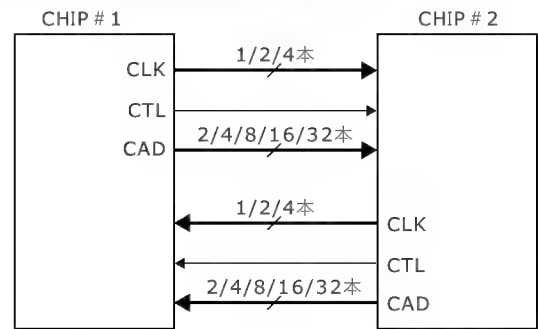 CHIP # 1
CHIP # 2
1/2/4本
CLK
CTL
2/4/8/16/32本
CAD
1/2/4本
CLK
CTL
2/4/8/16/32本
CAD